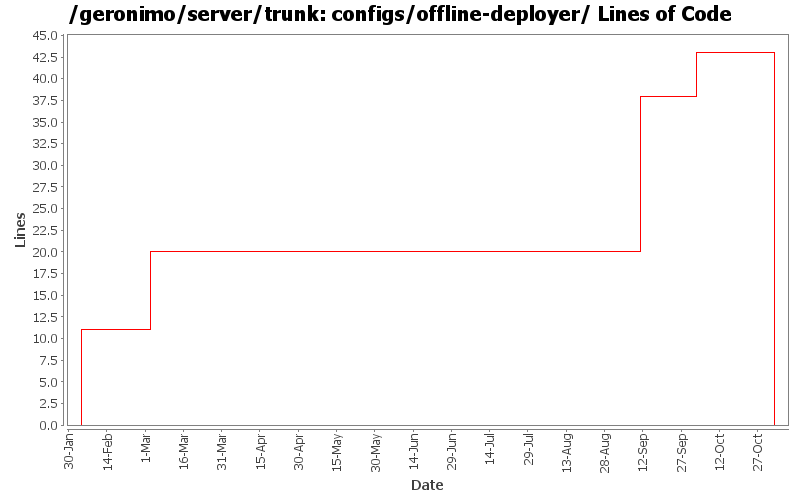 /geronimo/server/trunk: configs/offline-deployer/ Lines of Code
45.0
42.5
40.0
37.5
35.0
32.5
30.0
27.5
25.0
22.5
20.0
17.5
15.0
12.5
10.0
7.5
5.0
2.5
0.0
Lines
30-Jan
14-Feb
1-Mar
16-Mar
31-Mar
15-Apr
30-Apr
15-May
30-May
14-Jun
29-Jun
14-Jul
29-Jul
13-Aug
28-Aug
12-Sep
27-Sep
12-Oct
27-Oct
Date